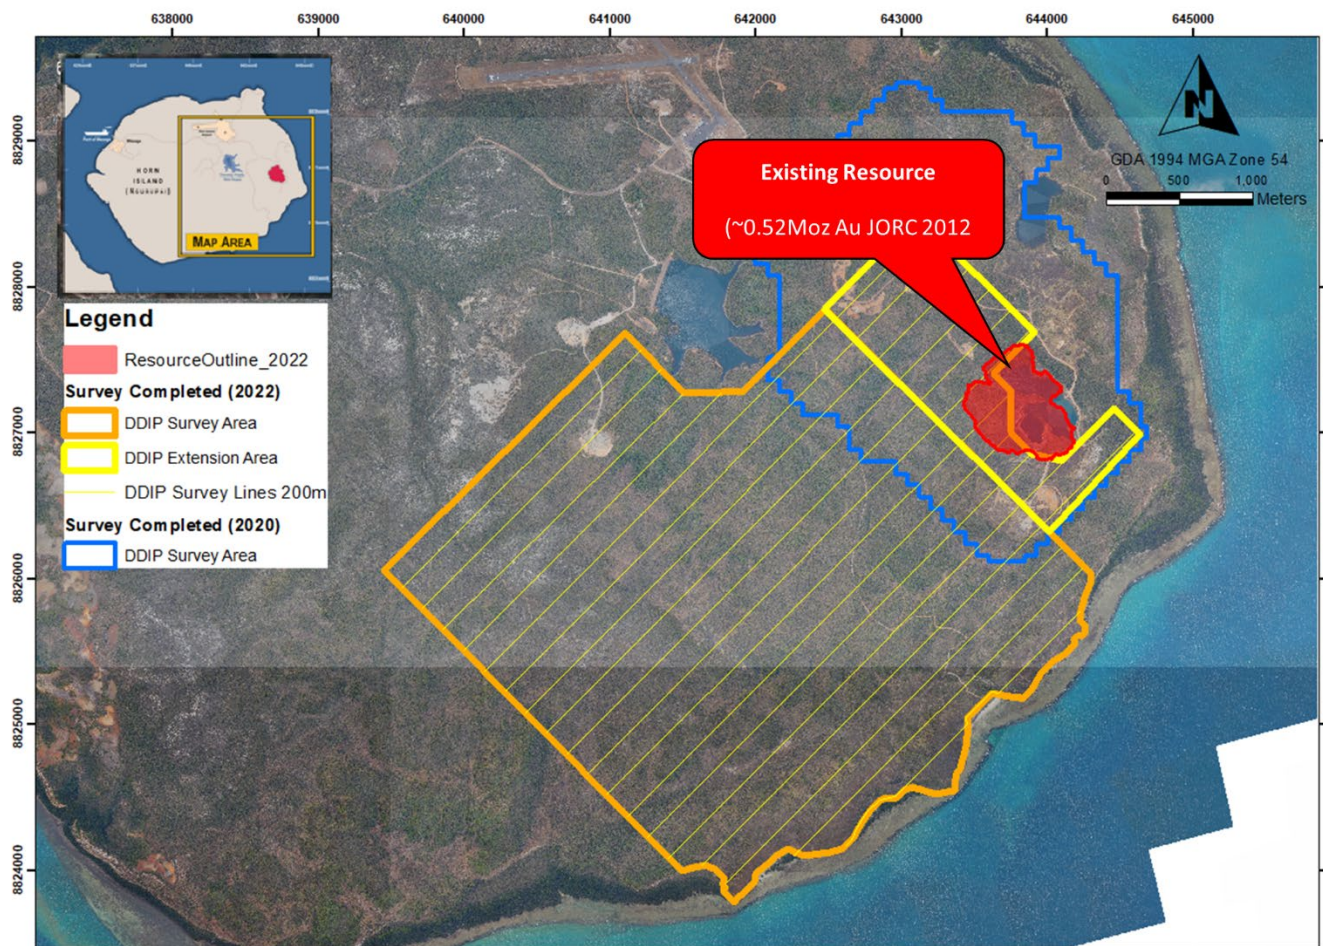 638000 639000 640000 641000 642000 643000 644000 645000
8829000
8828000
8827000
8826000
8825000
8824000
HORN
ISLAND
MAP AREA
Existing Resource
(~0.52Moz Au JORC 2012
N
GDA 1994 MGA Zone 54
0 500 1,000
Meters
Legend
ResourceOutline_2022
Survey Completed (2022)
DDIP Survey Area
DDIP Extension Area
DDIP Survey Lines 200m
Survey Completed (2020)
DDIP Survey Area